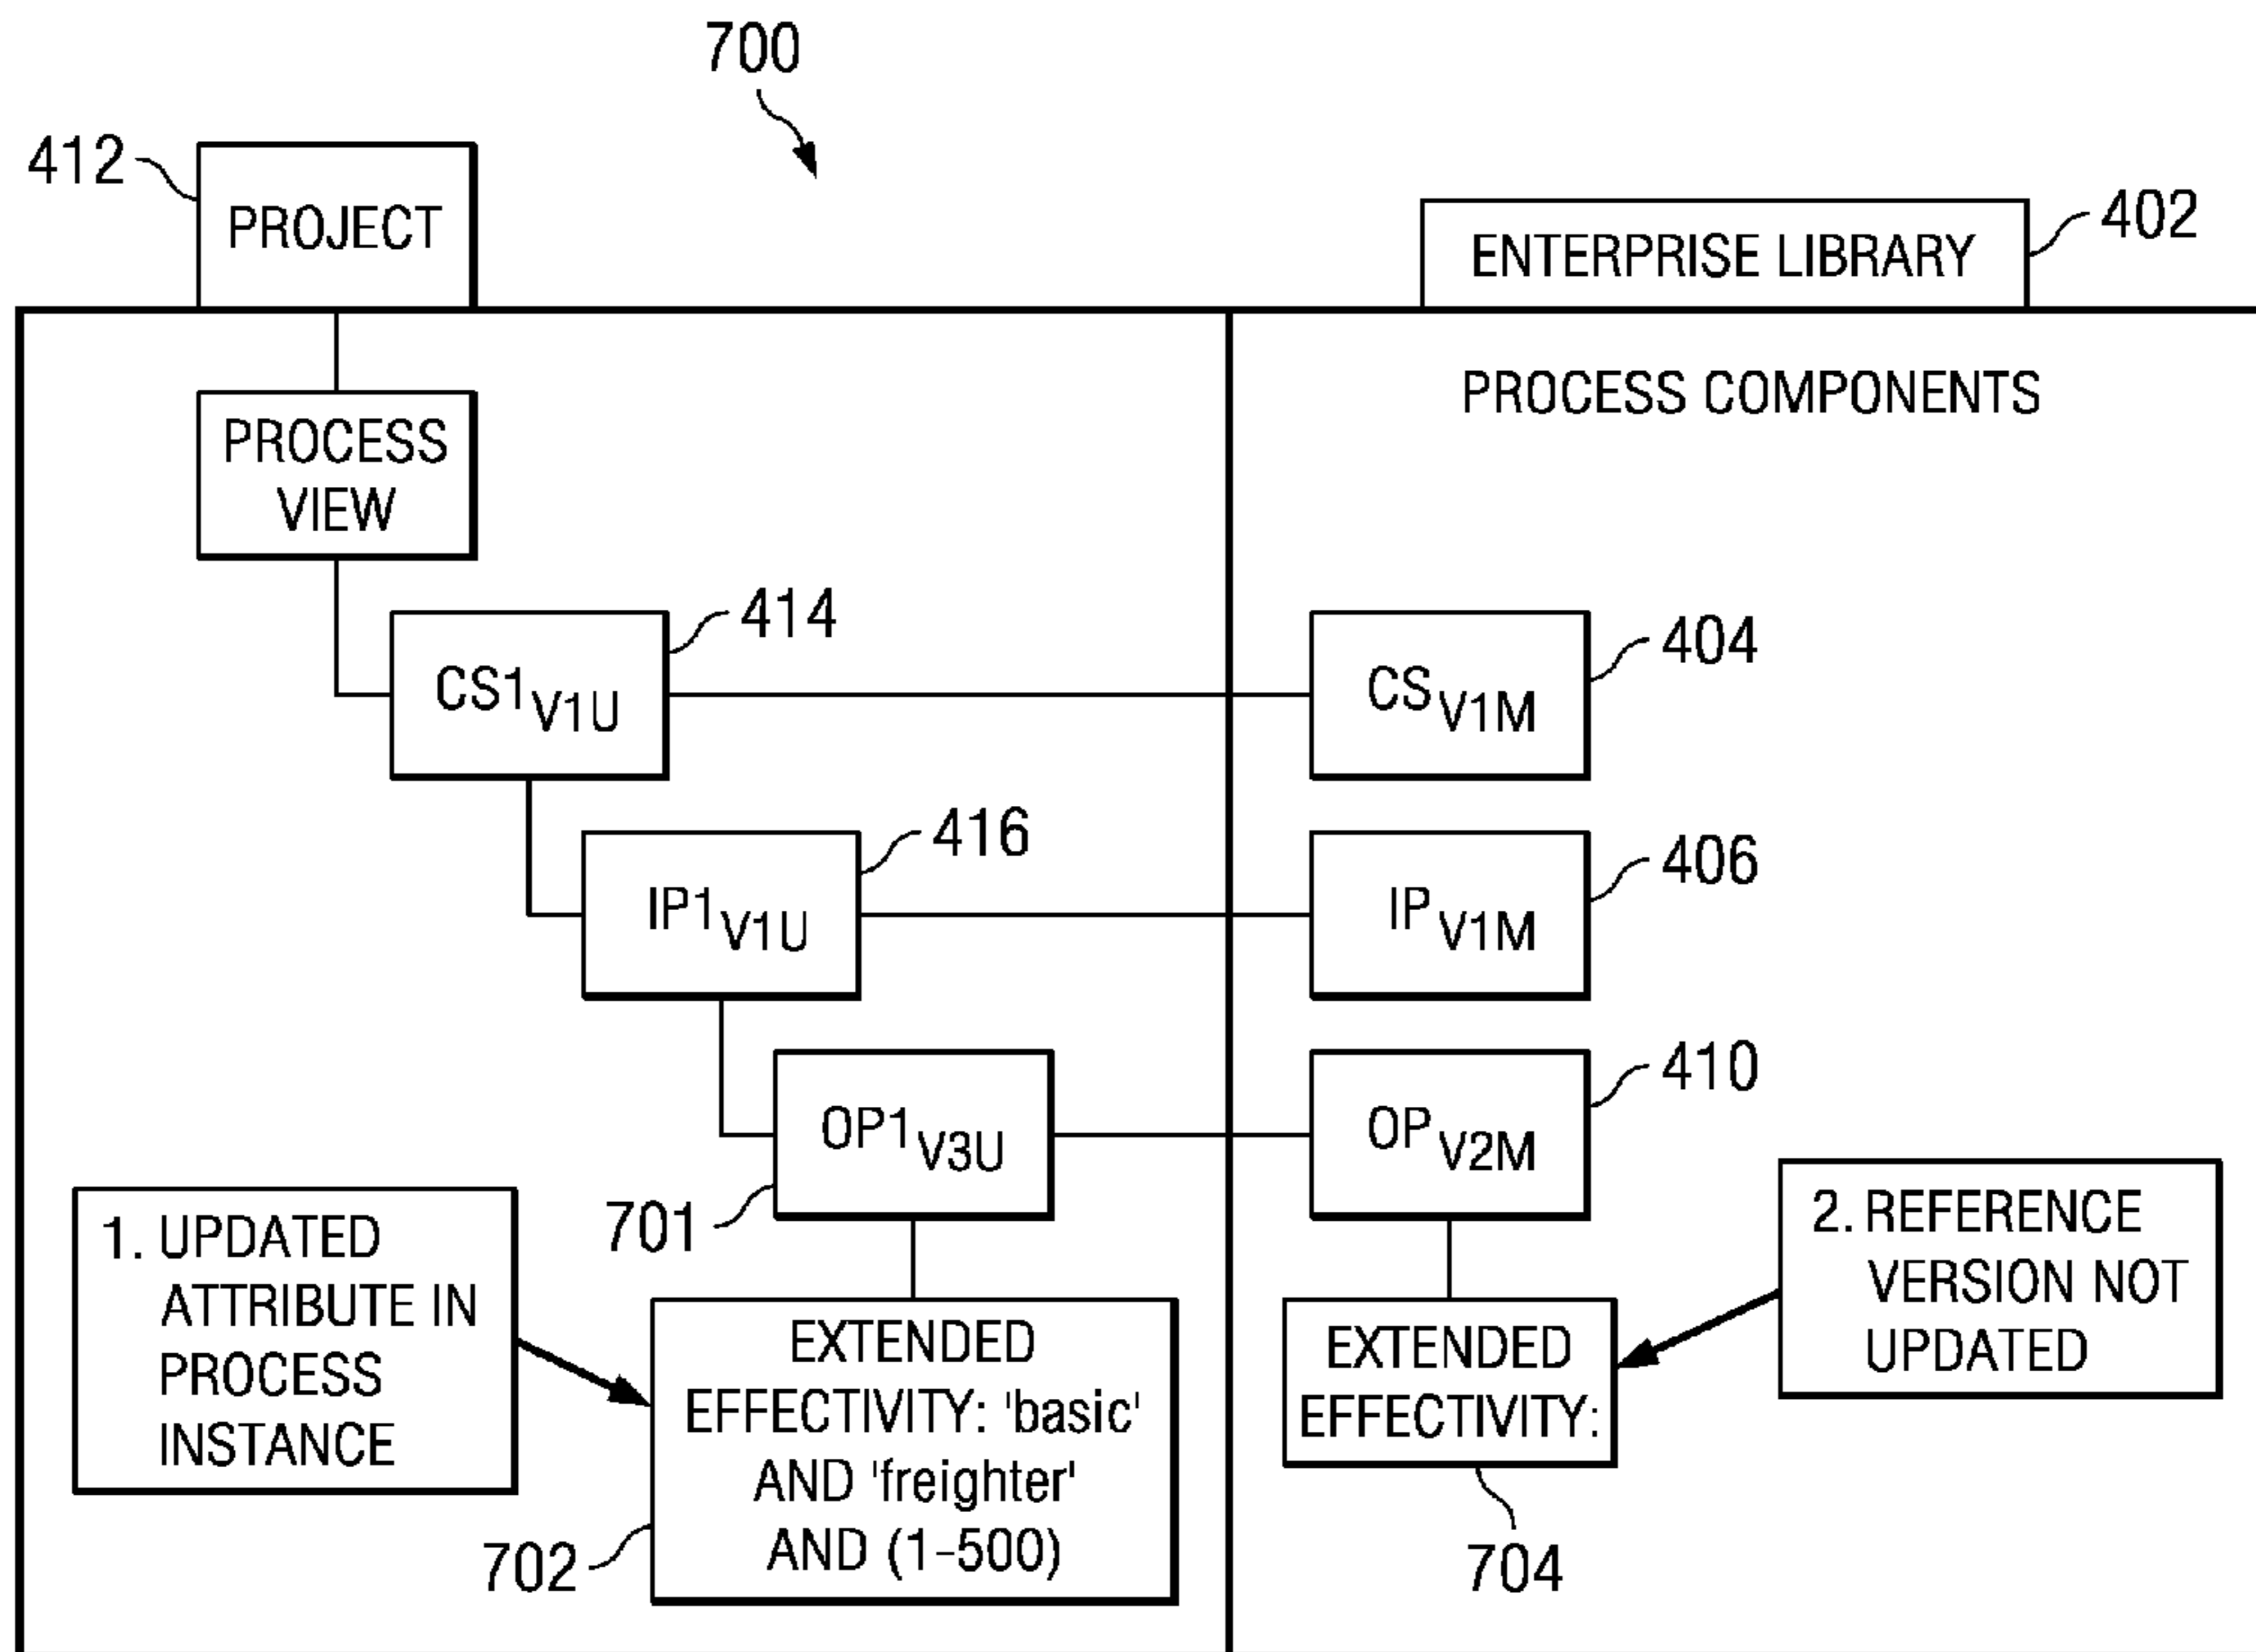 700
412
PROJECT
ENTERPRISE LIBRARY
402
PROCESS COMPONENTS
PROCESS
VIEW
414
CS1V1U
CSV1M
404
416
IP1V1U
IPV1M
406
OP1V3U
701
OPV2M
410
1. UPDATED
ATTRIBUTE IN
PROCESS
INSTANCE
EXTENDED
EFFECTIVITY: 'basic'
AND 'freighter'
AND (1-500)
702
EXTENDED
EFFECTIVITY:
704
2. REFERENCE
VERSION NOT
UPDATED